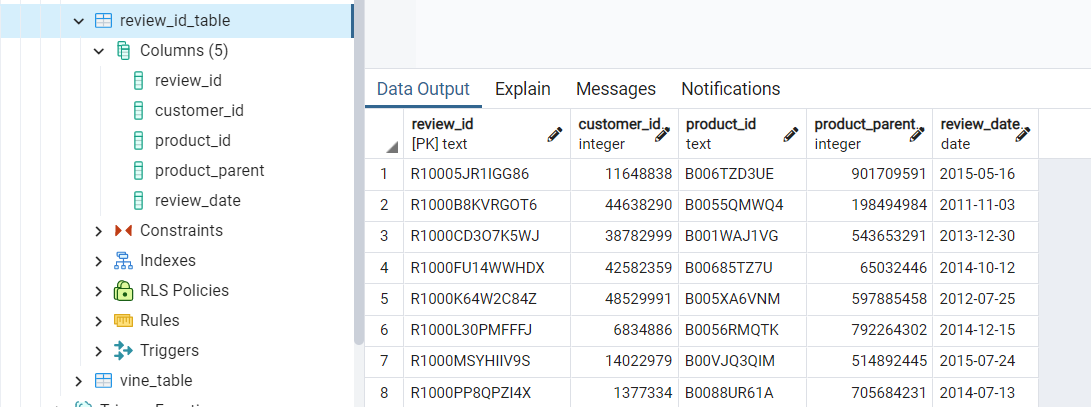 review_id_table
Columns (5)
review_id
customer_id
product_id
product_parent
review_date
Constraints
Indexes
RLS Policies
Rules
Triggers
vine_table
Data Output Explain Messages Notifications
review_id customer_id product_id product_parent review_date
[PK] text integer text integer date
1 R10005JR1IGG86 11648838 B006TZD3UE 901709591 2015-05-16
2 R1000B8KVRGOT6 44638290 B0055QMWQ4 198494984 2011-11-03
3 R1000CD3O7K5WJ 38782999 B001WAJ1VG 543653291 2013-12-30
4 R1000FU14WWHDX 42582359 B00685TZ7U 65032446 2014-10-12
5 R1000K64W2C84Z 48529991 B005XA6VNM 597885458 2012-07-25
6 R1000L30PMFFFJ 6834886 B0056RMQTK 792264302 2014-12-15
7 R1000MSYHIIV9S 14022979 B00VJQ3QIM 514892445 2015-07-24
8 R1000PP8QPZI4X 1377334 B0088UR61A 705684231 2014-07-13